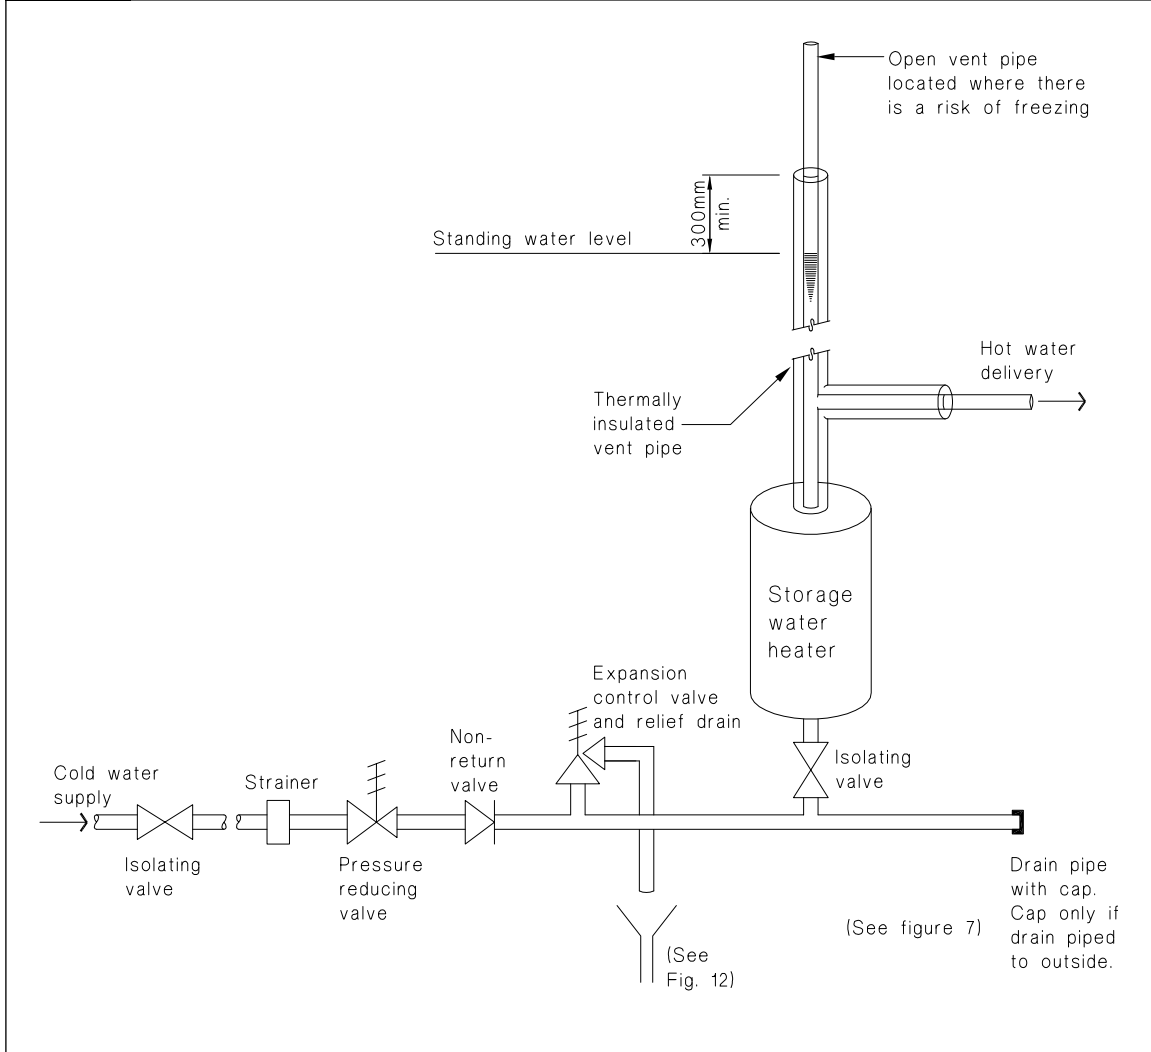 Open vent pipe
located where there
is a risk of freezing
300mm
min.
Standing water level
Hot water
delivery
Thermally
insulated
vent pipe
Storage
water
heater
Expansion
control valve
and relief drain
Non-
return
valve
Isolating
valve
Cold water
supply
Strainer
Isolating
valve
Pressure
reducing
valve
Drain pipe
with cap.
Cap only if
drain piped
to outside.
(See figure 7)
(See
Fig. 12)